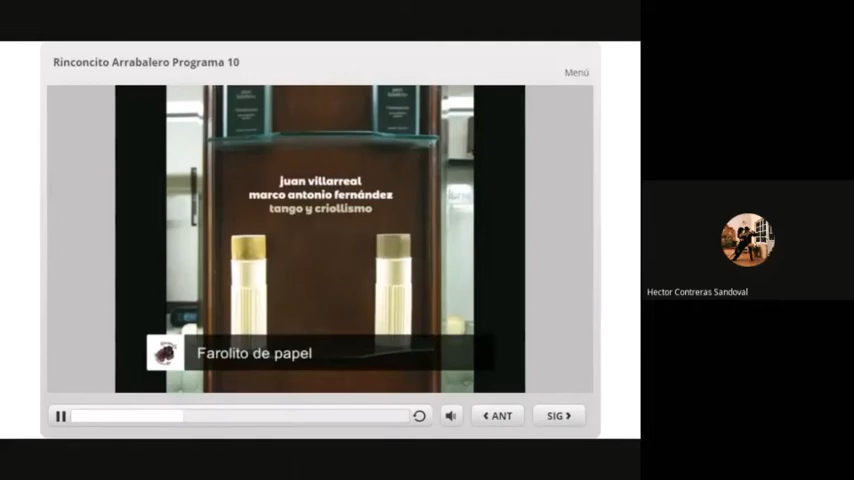 Rinconcito Arrabalero Programa 10
Menú
juan villarreal
marco antonio fernández
tango y criollismo
Farolito de papel
ANT
SIG
Hector Contreras Sandoval